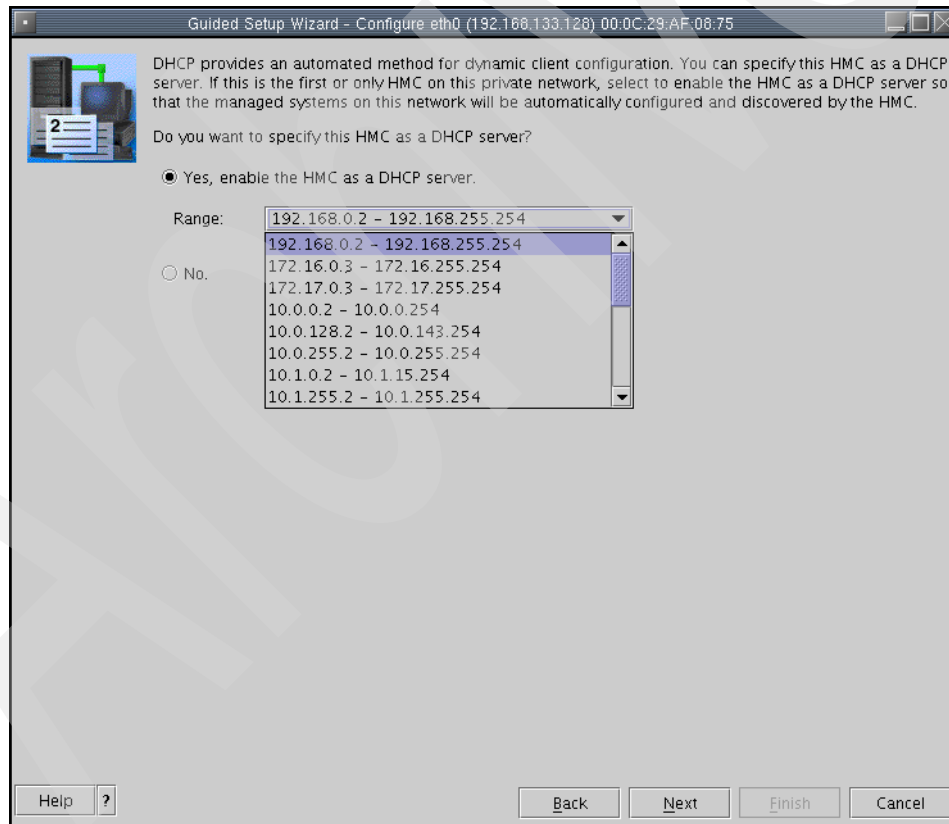 Guided Setup Wizard - Configure eth0 (192.168.133.128) 00:0C:29:AF:08:75
DHCP provides an automated method for dynamic client configuration. You can specify this HMC as a DHCP
server. If this is the first or only HMC on this private network, select to enable the HMC as a DHCP server so
that the managed systems on this network will be automatically configured and discovered by the HMC.
2
Do you want to specify this HMC as a DHCP server?
Yes, enable the HMC as a DHCP server.
Range: 192.168.0.2 - 192.168.255.254
192.168.0.2 - 192.168.255.254
No. 172.16.0.3 - 172.16.255.254
172.17.0.3 - 172.17.255.254
10.0.0.2 - 10.0.0.254
10.0.128.2 - 10.0.143.254
10.0.255.2 - 10.0.255.254
10.1.0.2 - 10.1.15.254
10.1.255.2 - 10.1.255.254
Help ? Back Next Finish Cancel